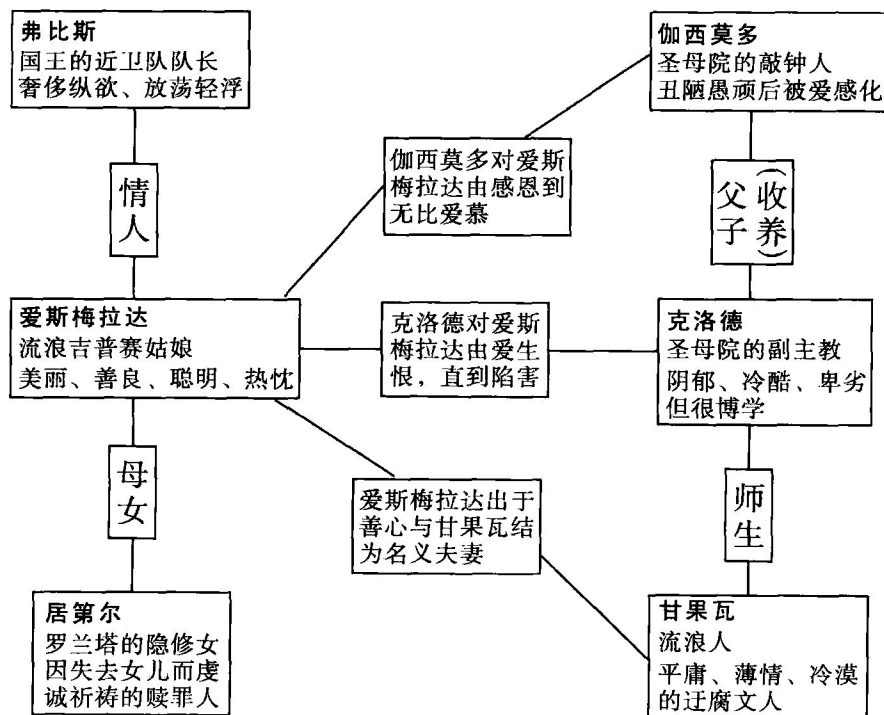 弗比斯
国王的近卫队队长
奢侈纵欲、放荡轻浮
伽西莫多
圣母院的敲钟人
丑陋愚顽后被爱感化
情人
伽西莫多对爱斯
梅拉达由感恩到
无比爱慕
父子
(收养)
爱斯梅拉达
流浪吉普赛姑娘
美丽、善良、聪明、热忱
克洛德对爱斯
梅拉达由爱生
恨，直到陷害
克洛德
圣母院的副主教
阴郁、冷酷、卑劣
但很博学
母女
爱斯梅拉达出于
善心与甘果瓦结
为名义夫妻
师生
居第尔
罗兰塔的隐修女
因失去女儿而虔
诚祈祷的赎罪人
甘果瓦
流浪人
平庸、薄情、冷漠
的迂腐文人